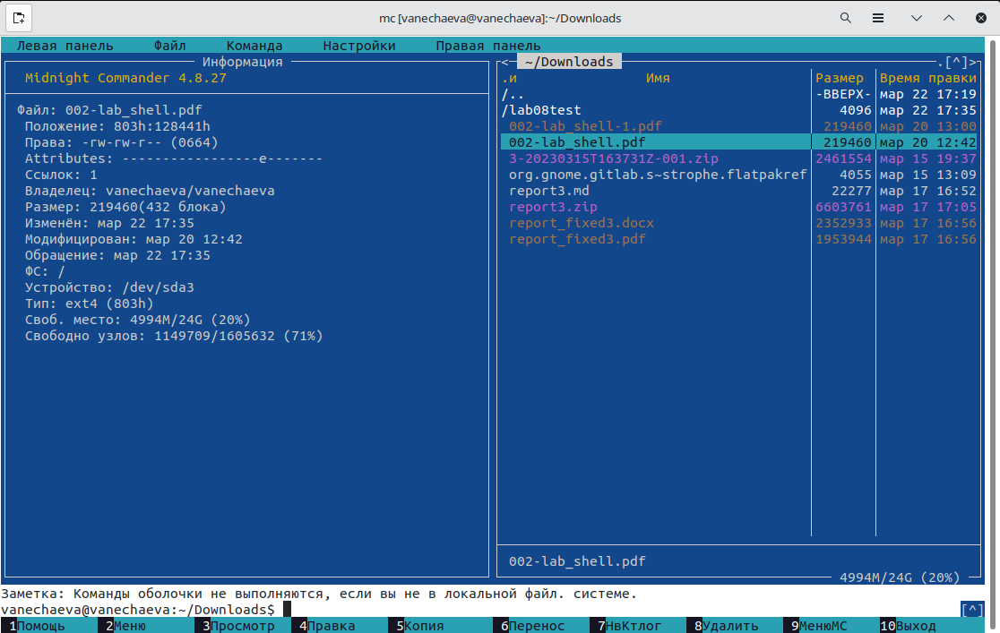 mc [vanechaeva@vanechaeva]:~/Downloads
Левая панель Файл Команда Настройки Правая панель
Информация
Midnight Commander 4.8.27
Файл: 002-lab_shell.pdf
Положение: 803h:128441h
Права: -rw-rw-r-- (0664)
Attributes: -----------------e-------
Ссылок: 1
Владелец: vanechaeva/vanechaeva
Размер: 219460(432 блока)
Изменён: мар 22 17:35
Модифицирован: мар 20 12:42
Обращение: мар 22 17:35
ФС: /
Устройство: /dev/sda3
Тип: ext4 (803h)
Своб. место: 4994M/24G (20%)
Свободно узлов: 1149709/1605632 (71%)
<─ ~/Downloads .[^]>
.и Имя Размер Время правки
/.. -ВВЕРХ- мар 22 17:19
/lab08test 4096 мар 22 17:35
002-lab_shell-1.pdf 219460 мар 20 13:00
002-lab_shell.pdf 219460 мар 20 12:42
3-20230315T163731Z-001.zip 2461554 мар 15 19:37
org.gnome.gitlab.s~strophe.flatpakref 4055 мар 15 13:09
report3.md 22277 мар 17 16:52
report3.zip 6603761 мар 17 17:05
report_fixed3.docx 2352933 мар 17 16:56
report_fixed3.pdf 1953944 мар 17 16:56
002-lab_shell.pdf
4994M/24G (20%)
Заметка: Команды оболочки не выполняются, если вы не в локальной файл. системе.
vanechaeva@vanechaeva:~/Downloads$ [^]
1Помощь 2Меню 3Просмотр 4Правка 5Копия 6Перенос 7НвКтлог 8Удалить 9МенюMC 10Выход